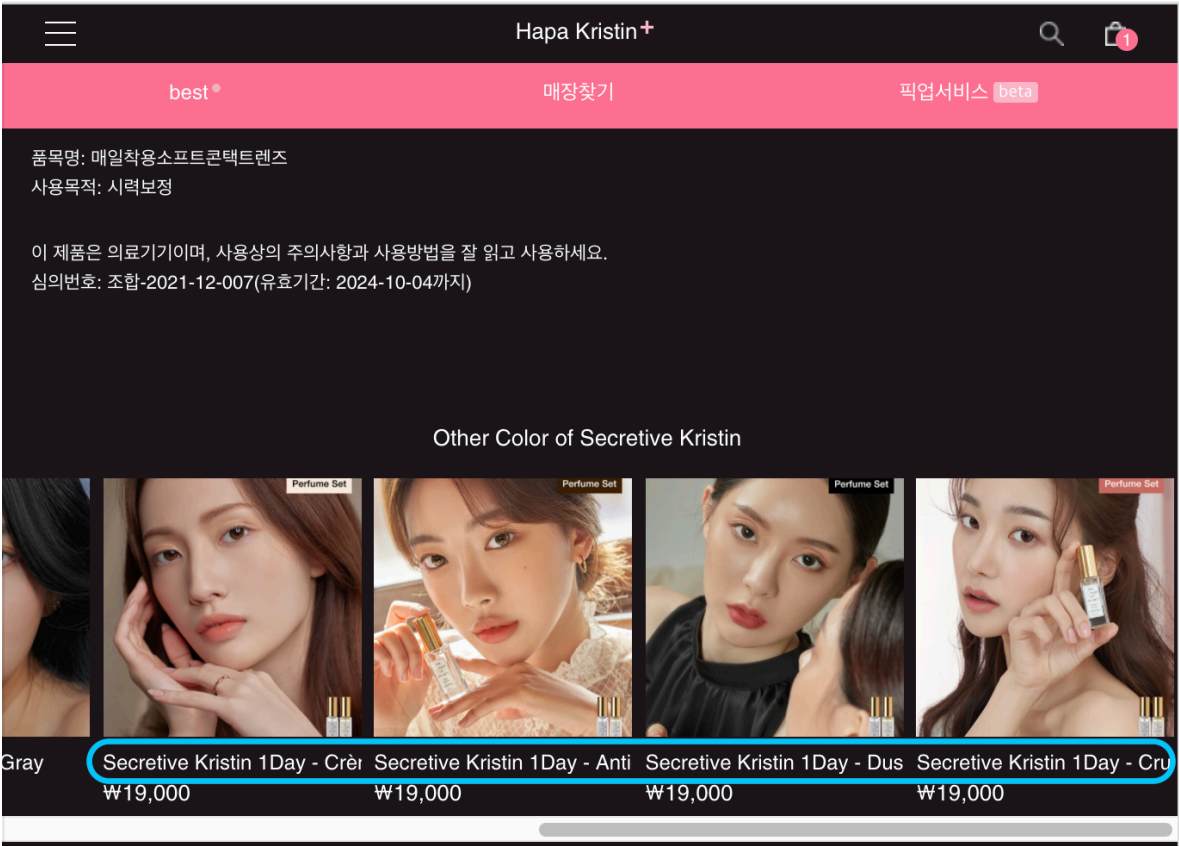 Hapa Kristin+
1
best
매장찾기
픽업서비스 beta
품목명: 매일착용소프트콘택트렌즈
사용목적: 시력보정
이 제품은 의료기기이며, 사용상의 주의사항과 사용방법을 잘 읽고 사용하세요.
심의번호: 조합-2021-12-007(유효기간: 2024-10-04까지)
Other Color of Secretive Kristin
Perfume Set
Perfume Set
Perfume Set
Perfume Set
Gray
Secretive Kristin 1Day - Crè
Secretive Kristin 1Day - Anti
Secretive Kristin 1Day - Dus
Secretive Kristin 1Day - Cru
₩19,000
₩19,000
₩19,000
₩19,000